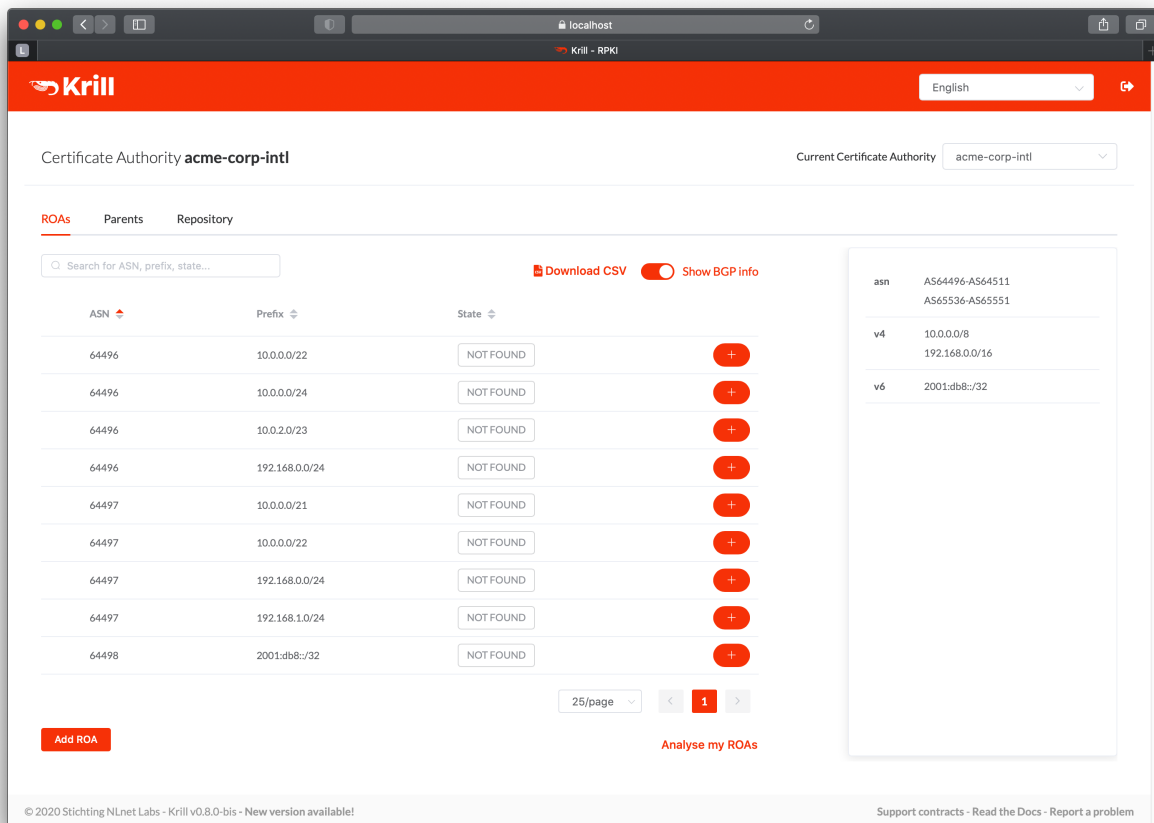 localhost
L
Krill - RPKI
Krill
English
Certificate Authority acme-corp-intl
Current Certificate Authority acme-corp-intl
ROAs Parents Repository
Search for ASN, prefix, state...
Download CSV Show BGP info
ASN Prefix State
64496 10.0.0.0/22 NOT FOUND +
64496 10.0.0.0/24 NOT FOUND +
64496 10.0.2.0/23 NOT FOUND +
64496 192.168.0.0/24 NOT FOUND +
64497 10.0.0.0/21 NOT FOUND +
64497 10.0.0.0/22 NOT FOUND +
64497 192.168.0.0/24 NOT FOUND +
64497 192.168.1.0/24 NOT FOUND +
64498 2001:db8::/32 NOT FOUND +
25/page < 1 >
Add ROA
Analyse my ROAs
asn AS64496-AS64511
AS65536-AS65551
v4 10.0.0.0/8
192.168.0.0/16
v6 2001:db8::/32
© 2020 Stichting NLnet Labs - Krill v0.8.0-bis - New version available!
Support contracts - Read the Docs - Report a problem